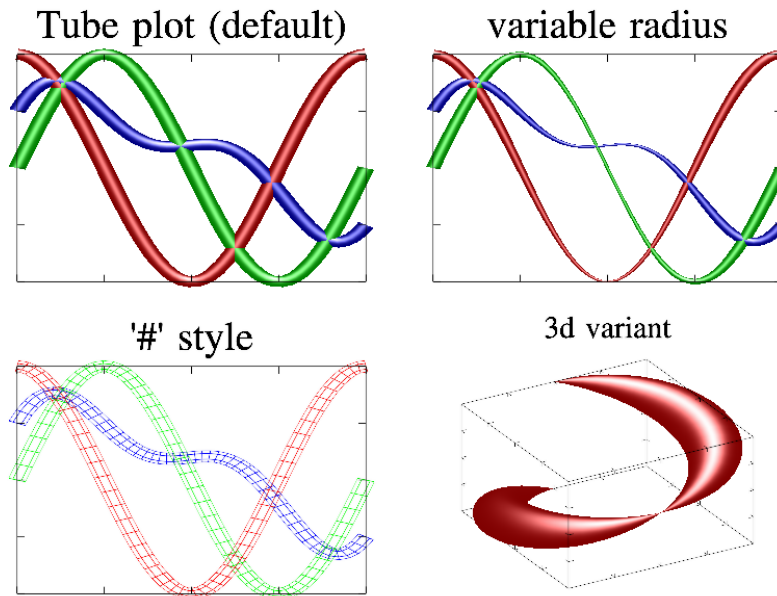 Tube plot (default)
variable radius
'#' style
3d variant